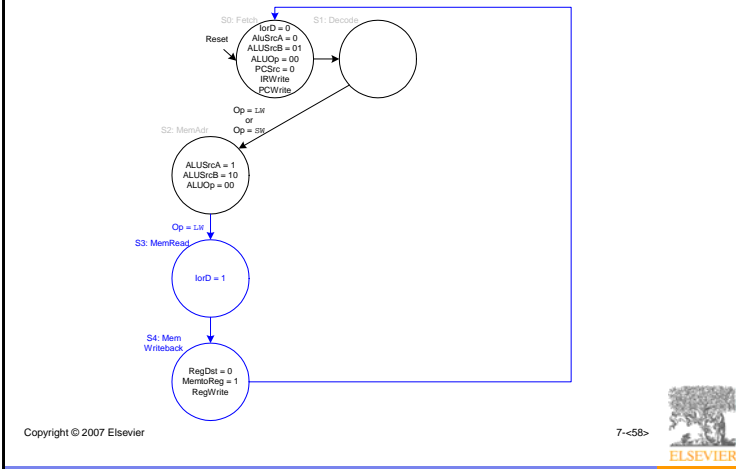 S0: Fetch
S1: Decode
Reset
IorD = 0
AluSrcA = 0
ALUSrcB = 01
ALUOp = 00
PCSrc = 0
IRWrite
PCWrite
Op = LW
or
Op = SW
S2: MemAdr
ALUSrcA = 1
ALUSrcB = 10
ALUOp = 00
Op = LW
S3: MemRead
IorD = 1
S4: Mem
Writeback
RegDst = 0
MemtoReg = 1
RegWrite
Copyright © 2007 Elsevier
7-<58>
ELSEVIER